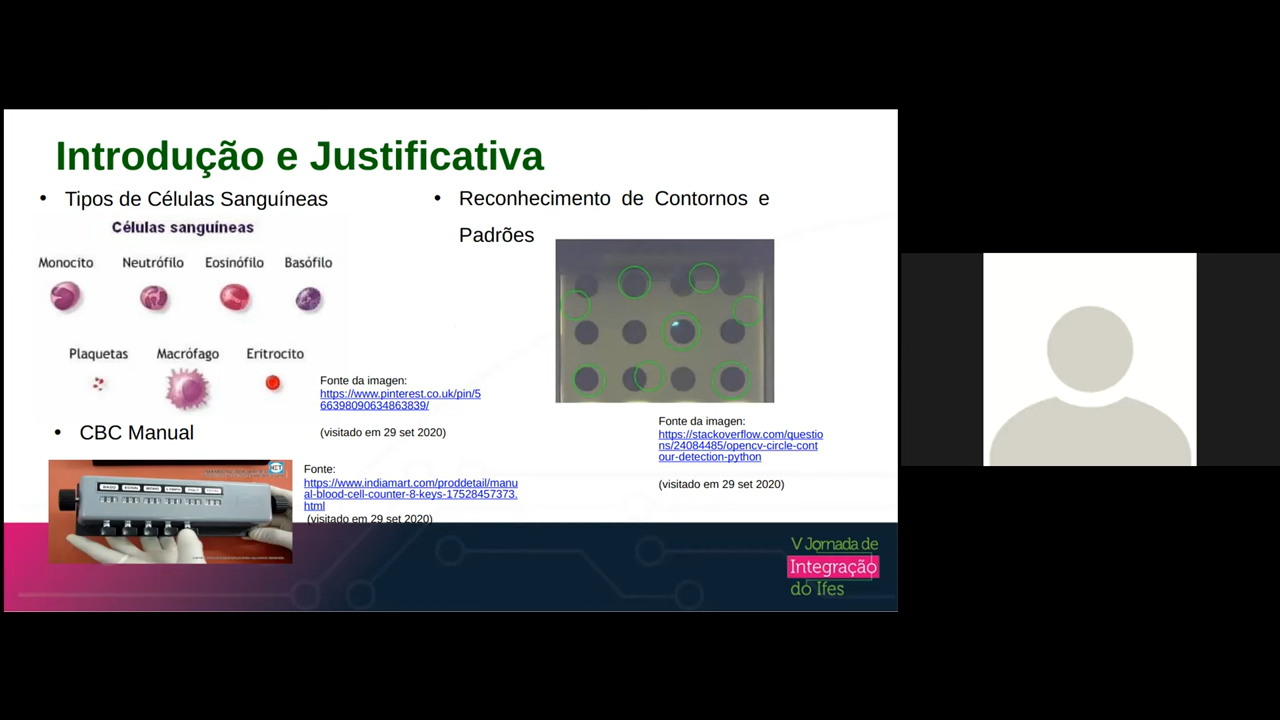 Introdução e Justificativa
• Tipos de Células Sanguíneas
Células sanguíneas
Monocito Neutrófilo Eosinófilo Basófilo
Plaquetas Macrófago Eritrocito
Fonte da imagen:
https://www.pinterest.co.uk/pin/5
66398090634863839/
(visitado em 29 set 2020)
• CBC Manual
Fonte:
https://www.indiamart.com/proddetail/manu
al-blood-cell-counter-8-keys-17528457373.
html
(visitado em 29 set 2020)
• Reconhecimento de Contornos e
Padrões
Fonte da imagen:
https://stackoverflow.com/questio
ns/24084485/opencv-circle-cont
our-detection-python
(visitado em 29 set 2020)
V Jornada de
Integração
do Ifes